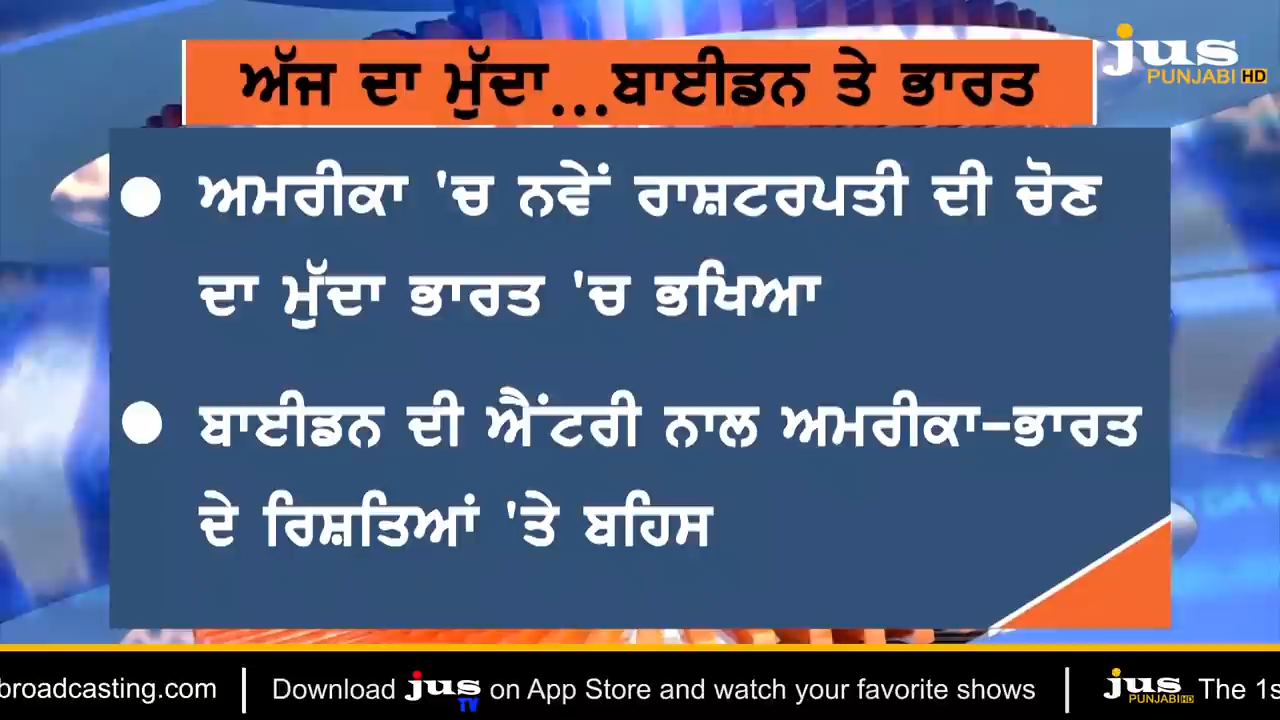 jus
PUNJABI HD
ਅੱਜ ਦਾ ਮੁੱਦਾ...ਬਾਈਡਨ ਤੇ ਭਾਰਤ
ਅਮਰੀਕਾ 'ਚ ਨਵੇਂ ਰਾਸ਼ਟਰਪਤੀ ਦੀ ਚੋਣ
ਦਾ ਮੁੱਦਾ ਭਾਰਤ 'ਚ ਭਖਿਆ
ਬਾਈਡਨ ਦੀ ਐਂਟਰੀ ਨਾਲ ਅਮਰੀਕਾ-ਭਾਰਤ
ਦੇ ਰਿਸ਼ਤਿਆਂ 'ਤੇ ਬਹਿਸ
broadcasting.com | Download jus TV on App Store and watch your favorite shows | jus PUNJABI HD The 1s